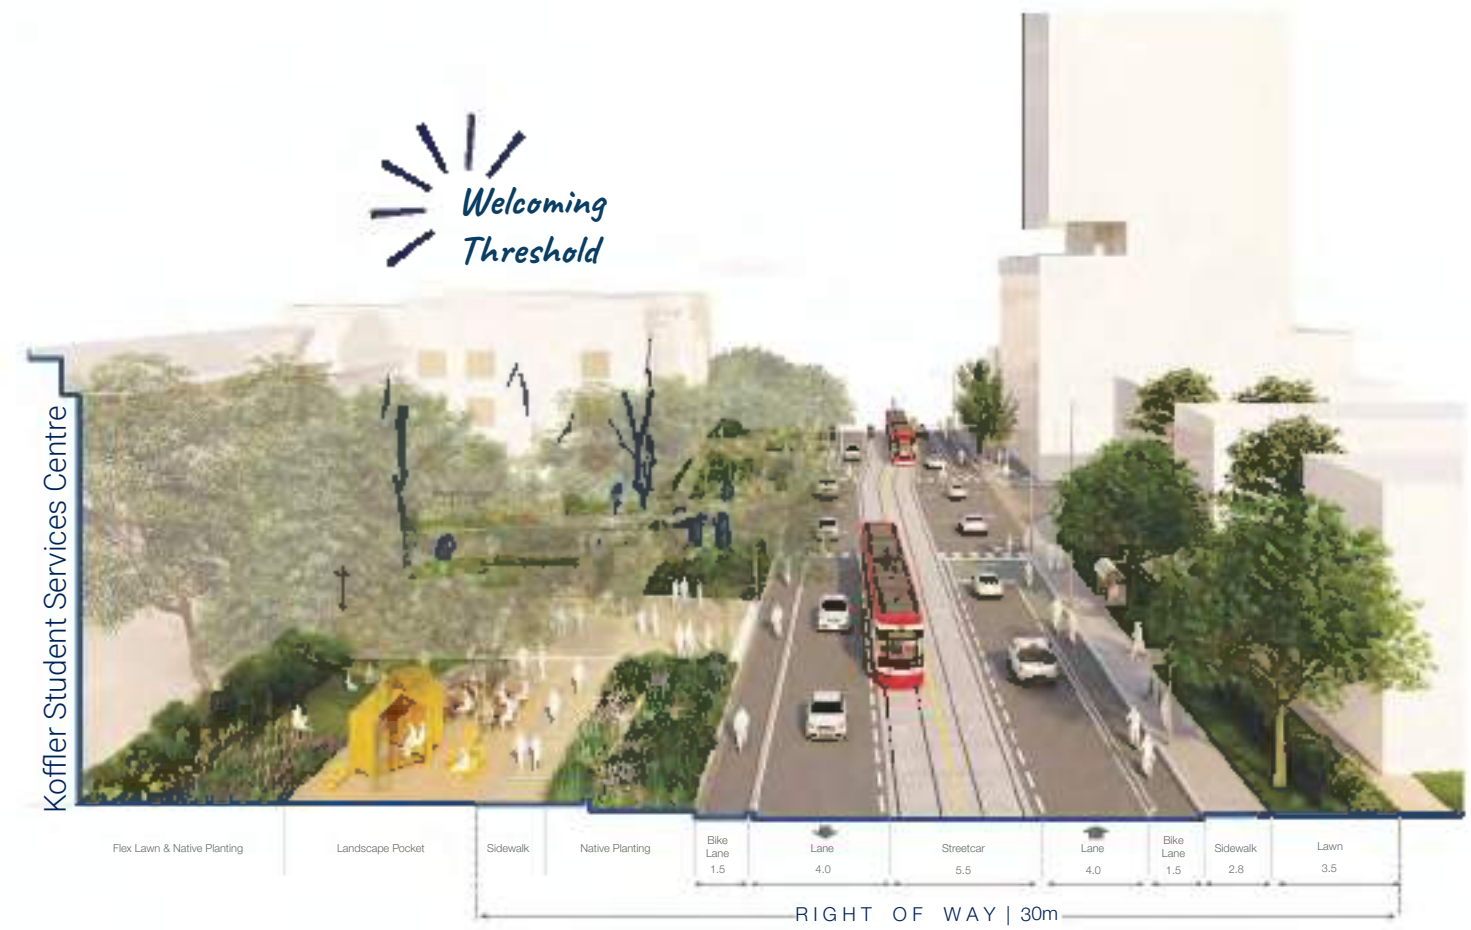 Welcoming
Threshold
Koffler Student Services Centre
Flex Lawn & Native Planting
Landscape Pocket
Sidewalk
Native Planting
Bike
Lane
1.5
Lane
4.0
Streetcar
5.5
Lane
4.0
Bike
Lane
1.5
Sidewalk
2.8
Lawn
3.5
RIGHT OF WAY | 30m